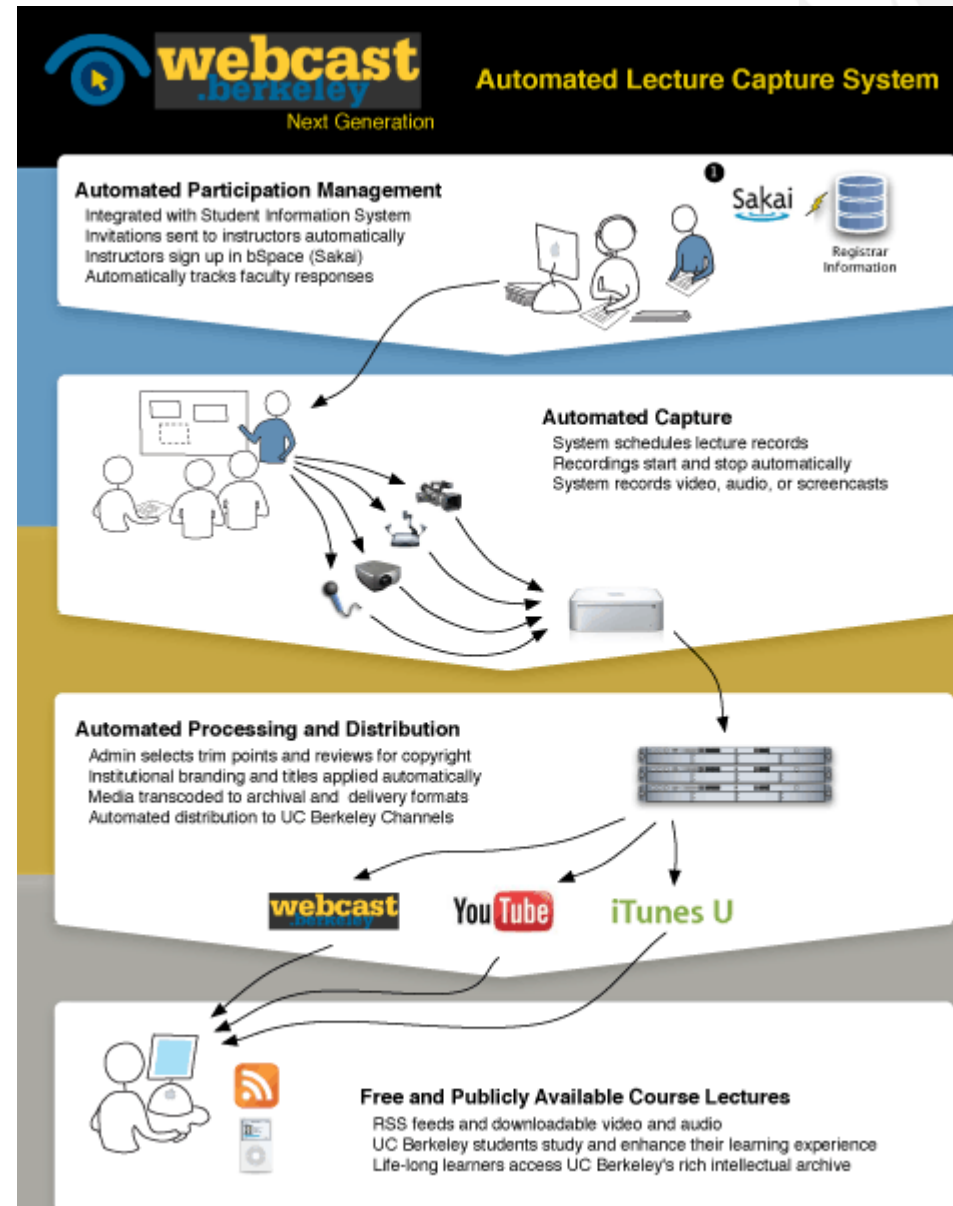 webcast
.berkeley
Next Generation
Automated Lecture Capture System
Automated Participation Management
Integrated with Student Information System
Invitations sent to instructors automatically
Instructors sign up in bSpace (Sakai)
Automatically tracks faculty responses
1
Sakai
Registrar
Information
Automated Capture
System schedules lecture records
Recordings start and stop automatically
System records video, audio, or screencasts
Automated Processing and Distribution
Admin selects trim points and reviews for copyright
Institutional branding and titles applied automatically
Media transcoded to archival and delivery formats
Automated distribution to UC Berkeley Channels
webcast
.berkeley
YouTube
iTunes U
Free and Publicly Available Course Lectures
RSS feeds and downloadable video and audio
UC Berkeley students study and enhance their learning experience
Life-long learners access UC Berkeley's rich intellectual archive